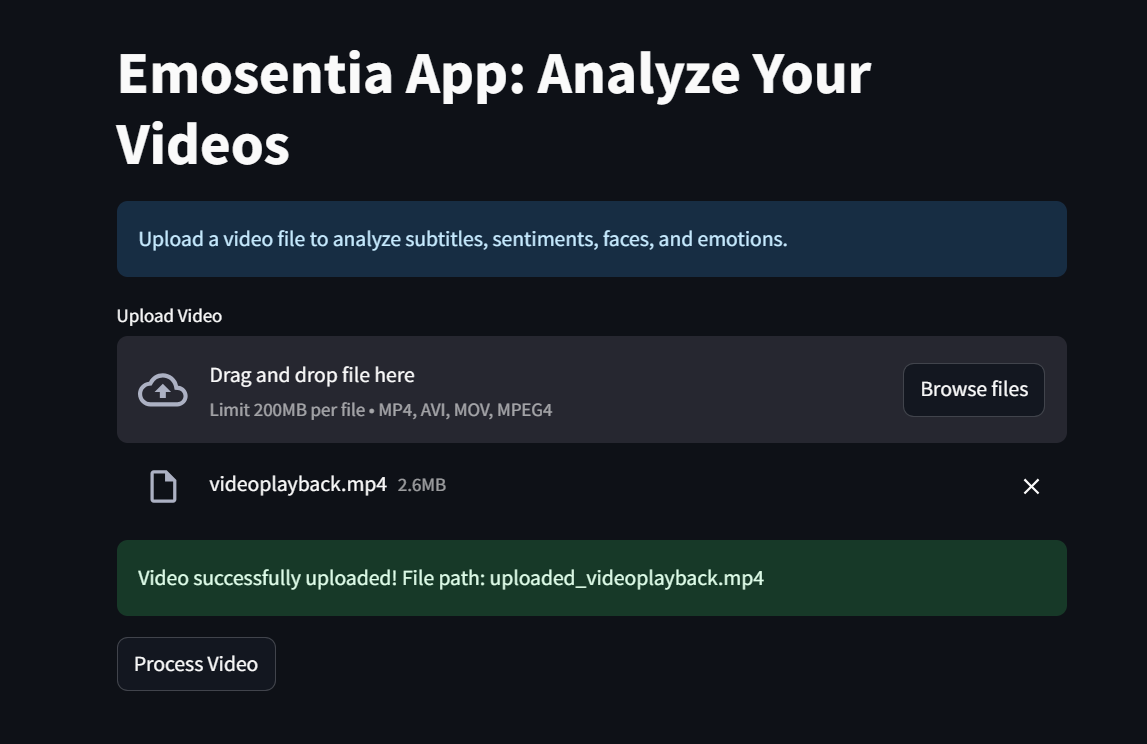 Emosentia App: Analyze Your
Videos
Upload a video file to analyze subtitles, sentiments, faces, and emotions.
Upload Video
Drag and drop file here
Limit 200MB per file • MP4, AVI, MOV, MPEG4
Browse files
videoplayback.mp4 2.6MB
Video successfully uploaded! File path: uploaded_videoplayback.mp4
Process Video